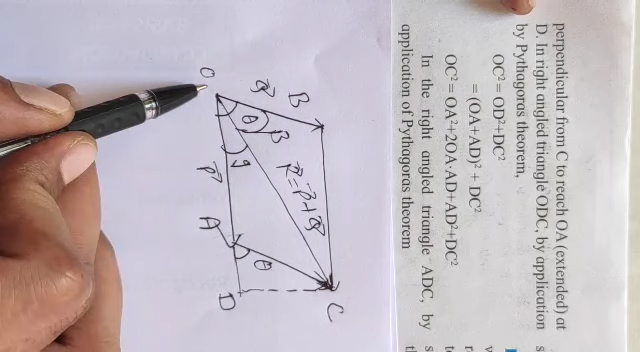 perpendicular from C to reach OA (extended) at
D. In right angled triangle ODC, by application
by Pythagoras theorem,
OC²= OD²+DC²
= (OA+AD)² + DC²
OC²= OA²+2OA·AD+AD²+DC²
In the right angled triangle ADC, by
application of Pythagoras theorem
O
Q⃗
B
θ
β
R⃗=P⃗+Q⃗
P⃗
A
θ
D
C